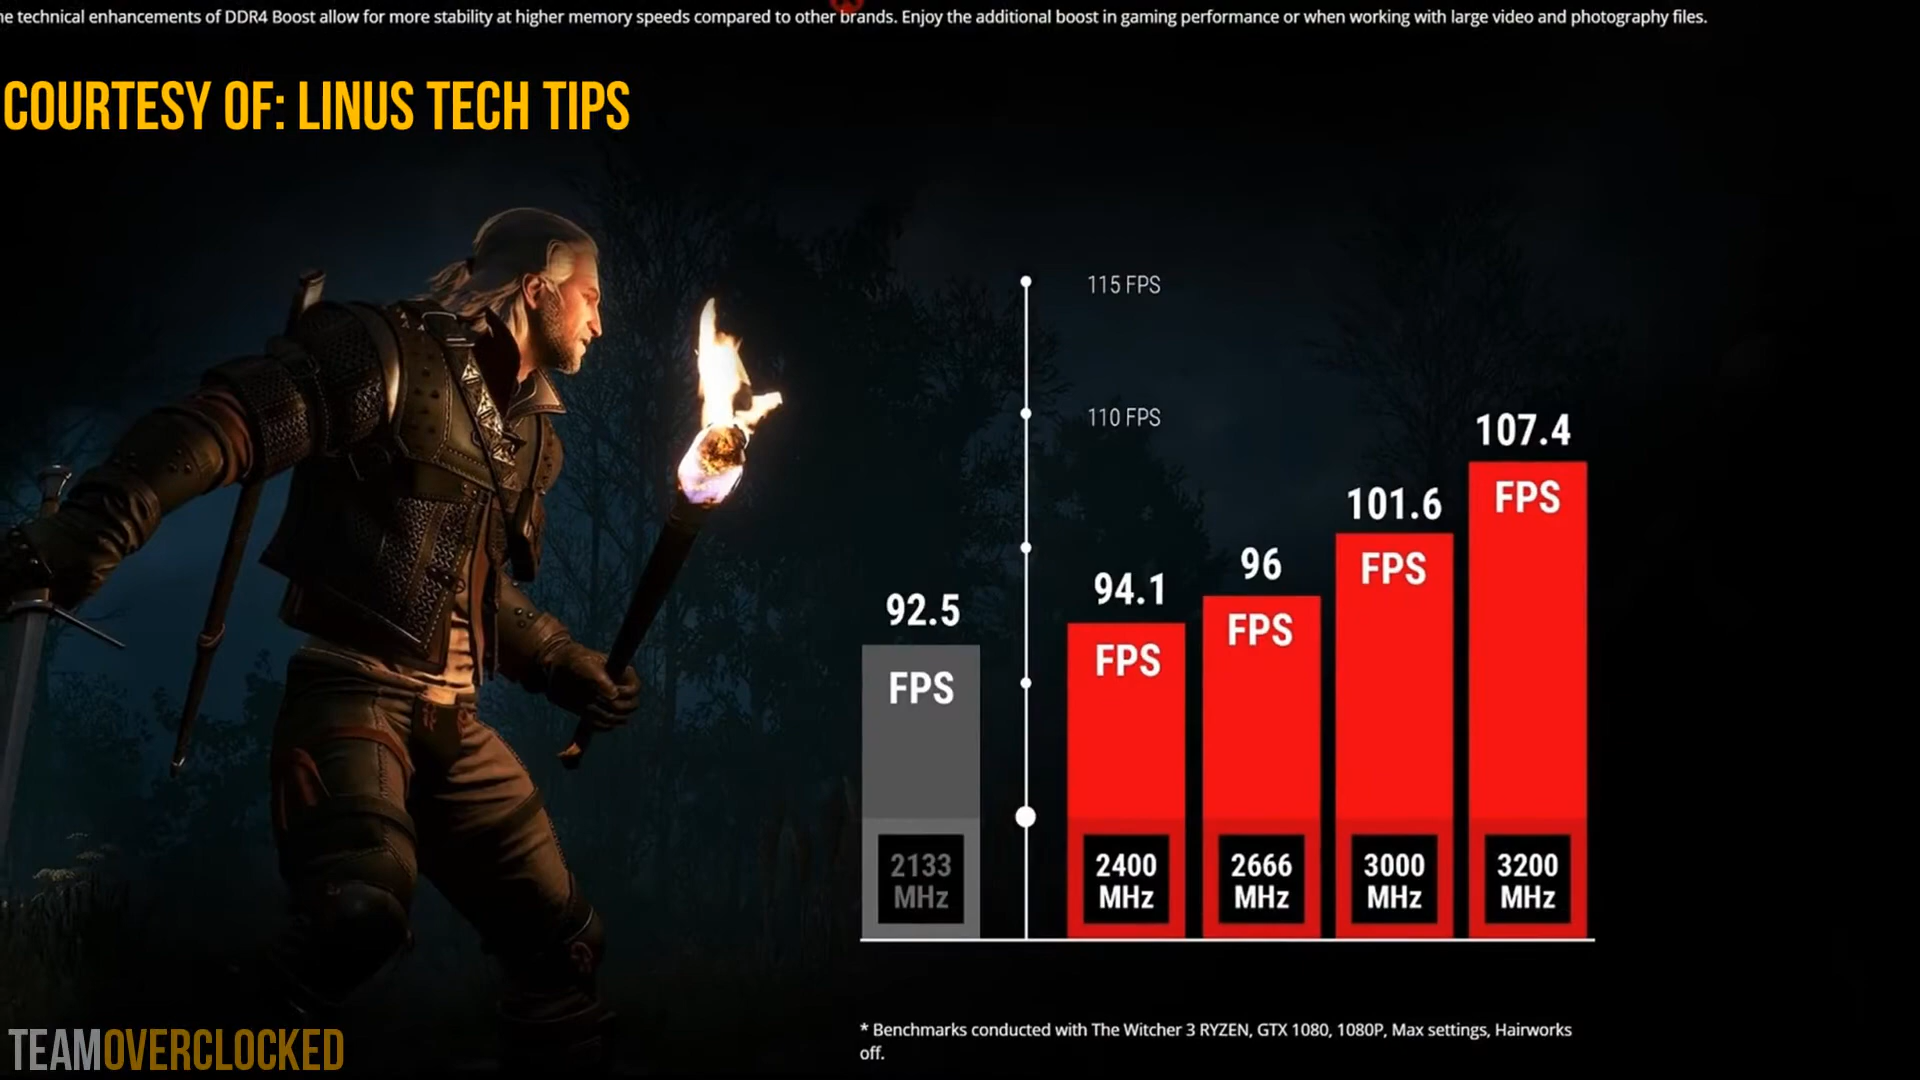 he technical enhancements of DDR4 Boost allow for more stability at higher memory speeds compared to other brands. Enjoy the additional boost in gaming performance or when working with large video and photography files.
COURTESY OF: LINUS TECH TIPS
115 FPS
110 FPS
107.4
FPS
101.6
FPS
96
FPS
94.1
FPS
92.5
FPS
2133
MHz
2400
MHz
2666
MHz
3000
MHz
3200
MHz
* Benchmarks conducted with The Witcher 3 RYZEN, GTX 1080, 1080P, Max settings, Hairworks
off.
TEAMOVERCLOCKED